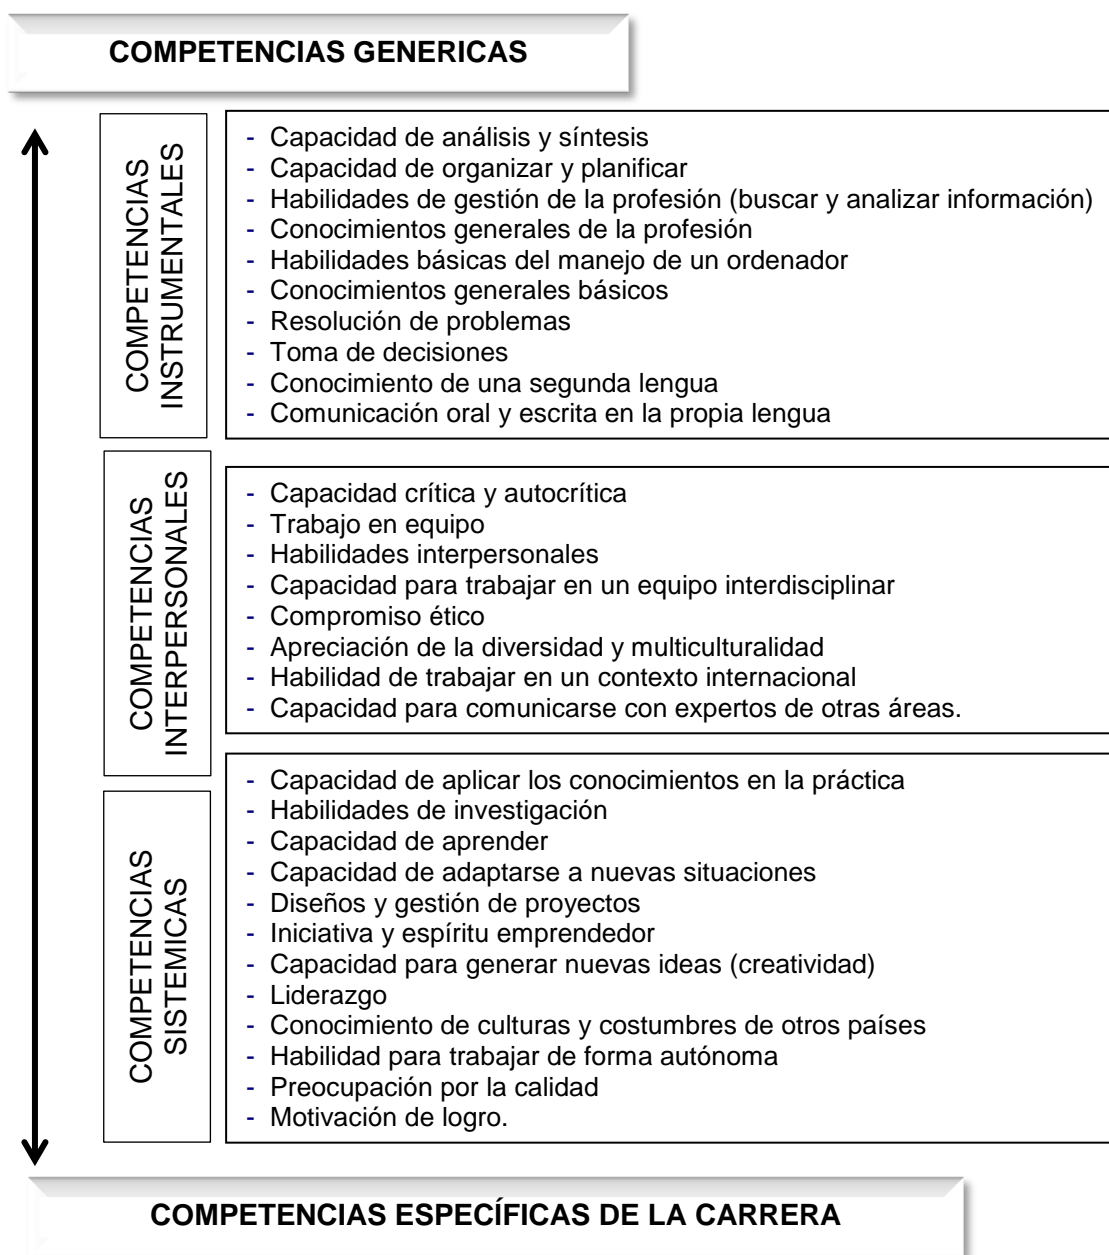 COMPETENCIAS GENERICAS
COMPETENCIAS
INSTRUMENTALES
- Capacidad de análisis y síntesis
- Capacidad de organizar y planificar
- Habilidades de gestión de la profesión (buscar y analizar información)
- Conocimientos generales de la profesión
- Habilidades básicas del manejo de un ordenador
- Conocimientos generales básicos
- Resolución de problemas
- Toma de decisiones
- Conocimiento de una segunda lengua
- Comunicación oral y escrita en la propia lengua
COMPETENCIAS
INTERPERSONALES
- Capacidad crítica y autocrítica
- Trabajo en equipo
- Habilidades interpersonales
- Capacidad para trabajar en un equipo interdisciplinar
- Compromiso ético
- Apreciación de la diversidad y multiculturalidad
- Habilidad de trabajar en un contexto internacional
- Capacidad para comunicarse con expertos de otras áreas.
COMPETENCIAS
SISTEMICAS
- Capacidad de aplicar los conocimientos en la práctica
- Habilidades de investigación
- Capacidad de aprender
- Capacidad de adaptarse a nuevas situaciones
- Diseños y gestión de proyectos
- Iniciativa y espíritu emprendedor
- Capacidad para generar nuevas ideas (creatividad)
- Liderazgo
- Conocimiento de culturas y costumbres de otros países
- Habilidad para trabajar de forma autónoma
- Preocupación por la calidad
- Motivación de logro.
COMPETENCIAS ESPECÍFICAS DE LA CARRERA